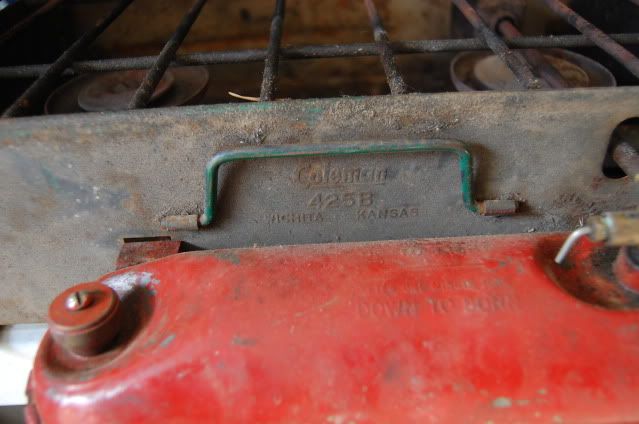 Coleman
425B
WICHITA KANSAS
DOWN TO BURN